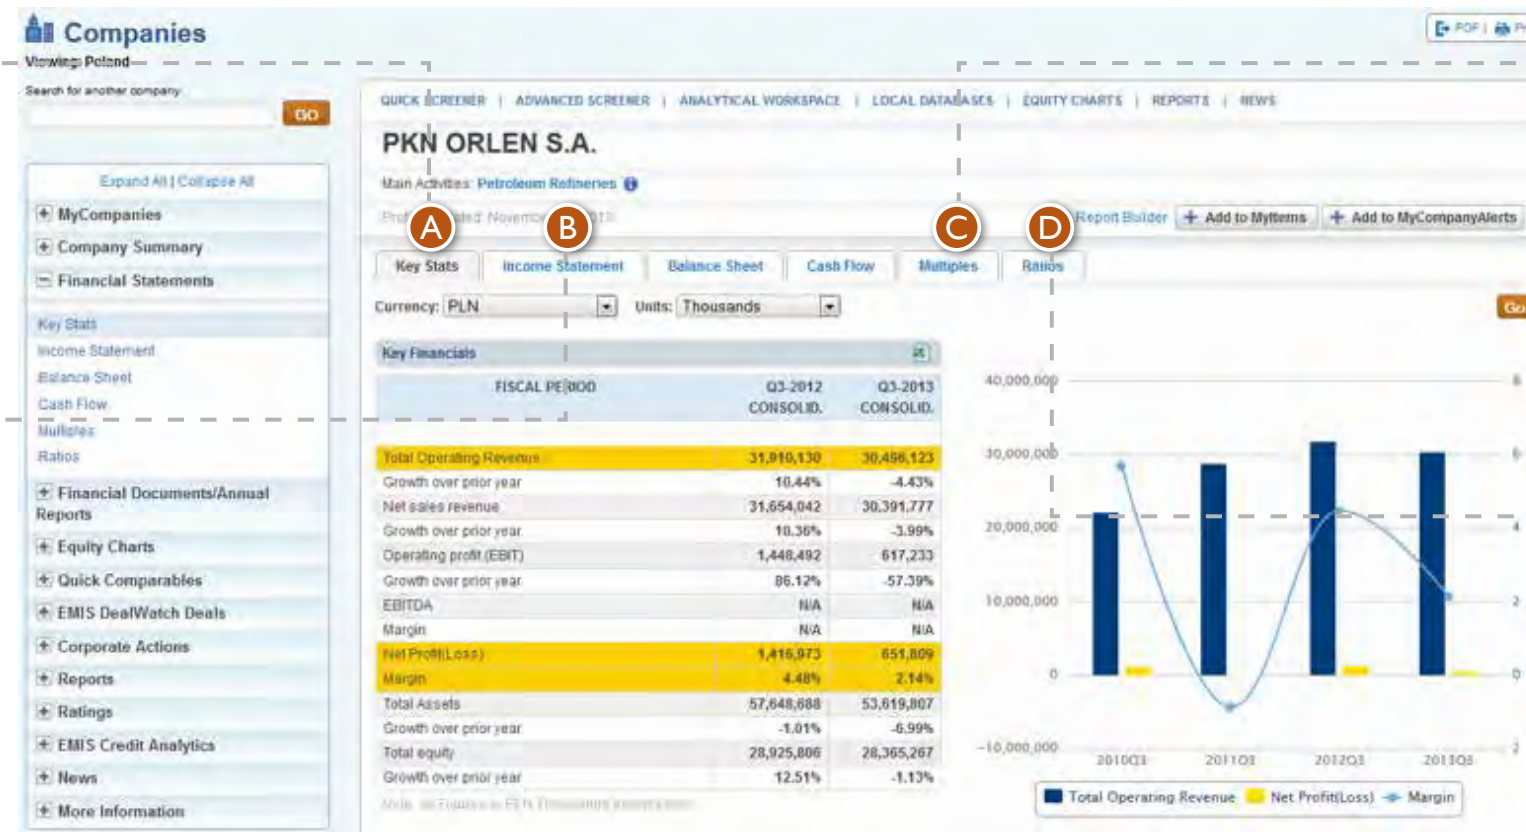 Companies
Viewing: Poland
Search for another company
GO
PDF |
QUICK SCREENER | ADVANCED SCREENER | ANALYTICAL WORKSPACE | LOCAL DATABASES | EQUITY CHARTS | REPORTS | NEWS
PKN ORLEN S.A.
Main Activities: Petroleum Refineries
A B C D
Report Builder + Add to MyItems + Add to MyCompanyAlerts
Key Stats Income Statement Balance Sheet Cash Flow Multiples Ratios
Currency: PLN Units: Thousands
Expand All | Collapse All
MyCompanies
Company Summary
Financial Statements
Key Stats
Income Statement
Balance Sheet
Cash Flow
Multiples
Ratios
Financial Documents/Annual
Reports
Equity Charts
Quick Comparables
EMIS DealWatch Deals
Corporate Actions
Reports
Ratings
EMIS Credit Analytics
News
More Information
Key Financials
FISCAL PERIOD Q3-2012 Q3-2013
CONSOLID. CONSOLID.
Total Operating Revenue 31,910,130 30,496,123
Growth over prior year 10.44% -4.43%
Net sales revenue 31,654,042 30,391,777
Growth over prior year 10.36% -3.99%
Operating profit (EBIT) 1,448,492 617,233
Growth over prior year 86.12% -57.39%
EBITDA N/A N/A
Margin N/A N/A
Net Profit(Loss) 1,416,973 651,809
Margin 4.48% 2.14%
Total Assets 57,648,688 53,619,807
Growth over prior year -1.01% -6.99%
Total equity 28,925,806 28,365,267
Growth over prior year 12.51% -1.13%
40,000,000 8
30,000,000 6
20,000,000 4
10,000,000 2
0 0
-10,000,000 2
2010Q3 2011Q3 2012Q3 2013Q3
Total Operating Revenue Net Profit(Loss) Margin